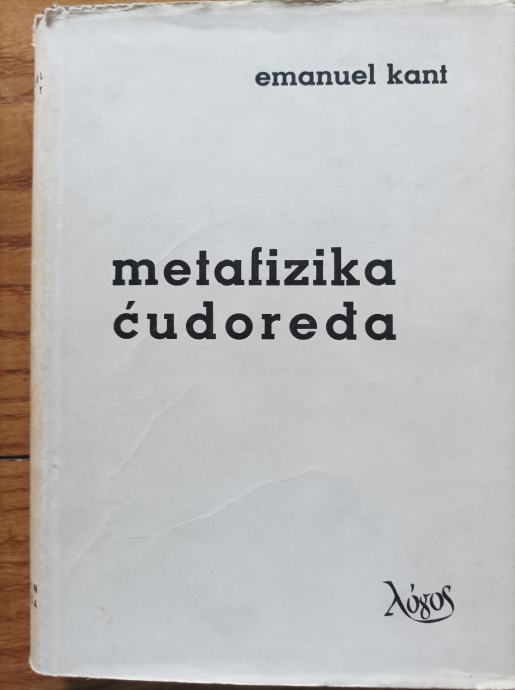 emanuel kant
metafizika
ćudoređa
λόγος